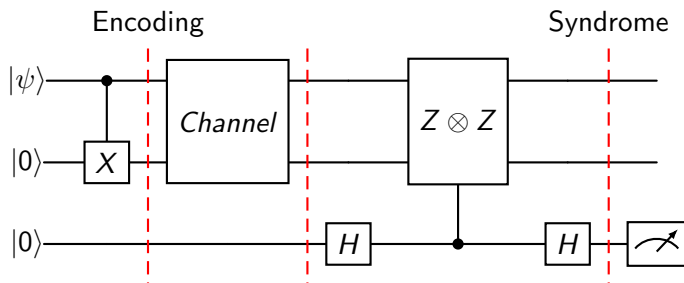 Encoding Syndrome
|ψ⟩ Channel Z ⊗ Z
|0⟩ X
|0⟩ H H